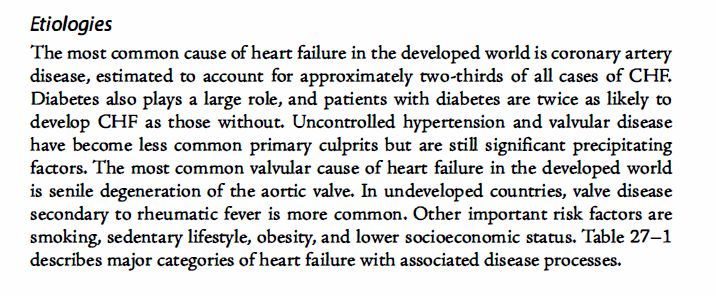 Etiologies
The most common cause of heart failure in the developed world is coronary artery
disease, estimated to account for approximately two-thirds of all cases of CHF.
Diabetes also plays a large role, and patients with diabetes are twice as likely to
develop CHF as those without. Uncontrolled hypertension and valvular disease
have become less common primary culprits but are still significant precipitating
factors. The most common valvular cause of heart failure in the developed world
is senile degeneration of the aortic valve. In undeveloped countries, valve disease
secondary to rheumatic fever is more common. Other important risk factors are
smoking, sedentary lifestyle, obesity, and lower socioeconomic status. Table 27–1
describes major categories of heart failure with associated disease processes.